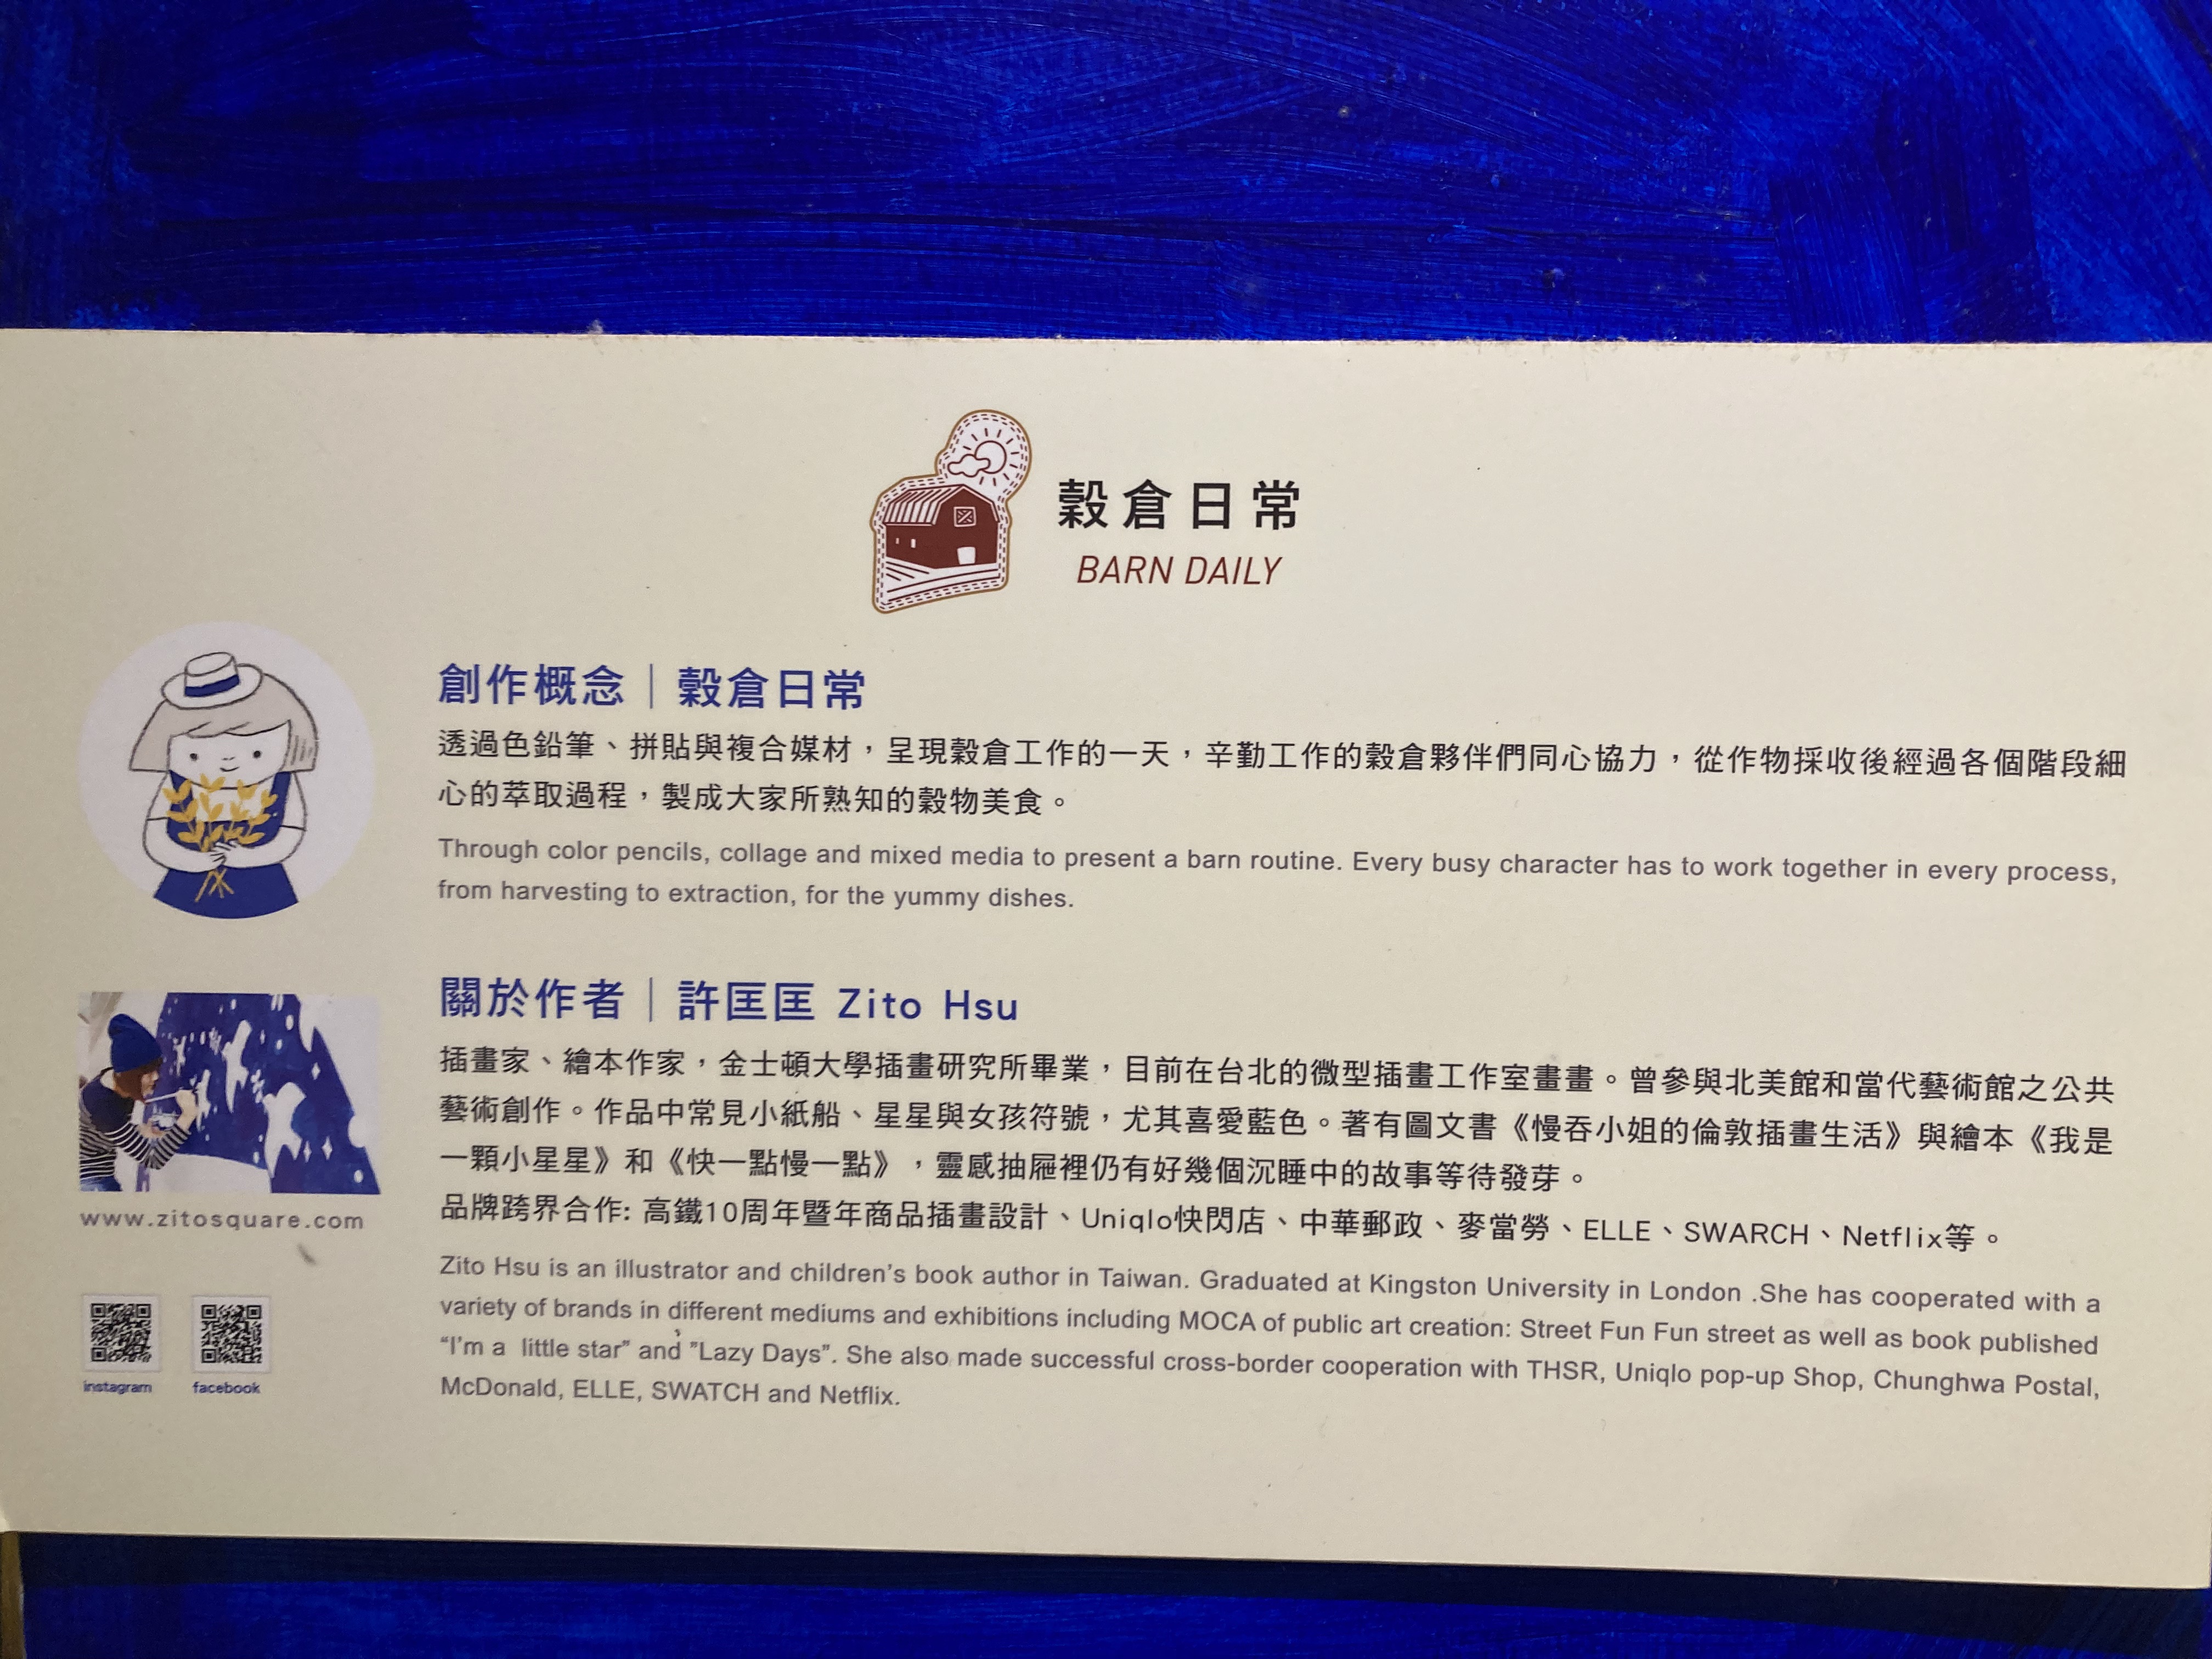 穀倉日常
BARN DAILY
創作概念｜穀倉日常
透過色鉛筆、拼貼與複合媒材，呈現穀倉工作的一天，辛勤工作的穀倉夥伴們同心協力，從作物採收後經過各個階段細
心的萃取過程，製成大家所熟知的穀物美食。
Through color pencils, collage and mixed media to present a barn routine. Every busy character has to work together in every process,
from harvesting to extraction, for the yummy dishes.
關於作者｜許匡匡 Zito Hsu
插畫家、繪本作家，金士頓大學插畫研究所畢業，目前在台北的微型插畫工作室畫畫。曾參與北美館和當代藝術館之公共
藝術創作。作品中常見小紙船、星星與女孩符號，尤其喜愛藍色。著有圖文書《慢吞小姐的倫敦插畫生活》與繪本《我是
一顆小星星》和《快一點慢一點》，靈感抽屜裡仍有好幾個沉睡中的故事等待發芽。
品牌跨界合作: 高鐵10周年暨年商品插畫設計、Uniqlo快閃店、中華郵政、麥當勞、ELLE、SWARCH、Netflix等。
Zito Hsu is an illustrator and children's book author in Taiwan. Graduated at Kingston University in London .She has cooperated with a
variety of brands in different mediums and exhibitions including MOCA of public art creation: Street Fun Fun street as well as book published
“I'm a little star” and ”Lazy Days”. She also made successful cross-border cooperation with THSR, Uniqlo pop-up Shop, Chunghwa Postal,
McDonald, ELLE, SWATCH and Netflix.
www.zitosquare.com
instagram facebook